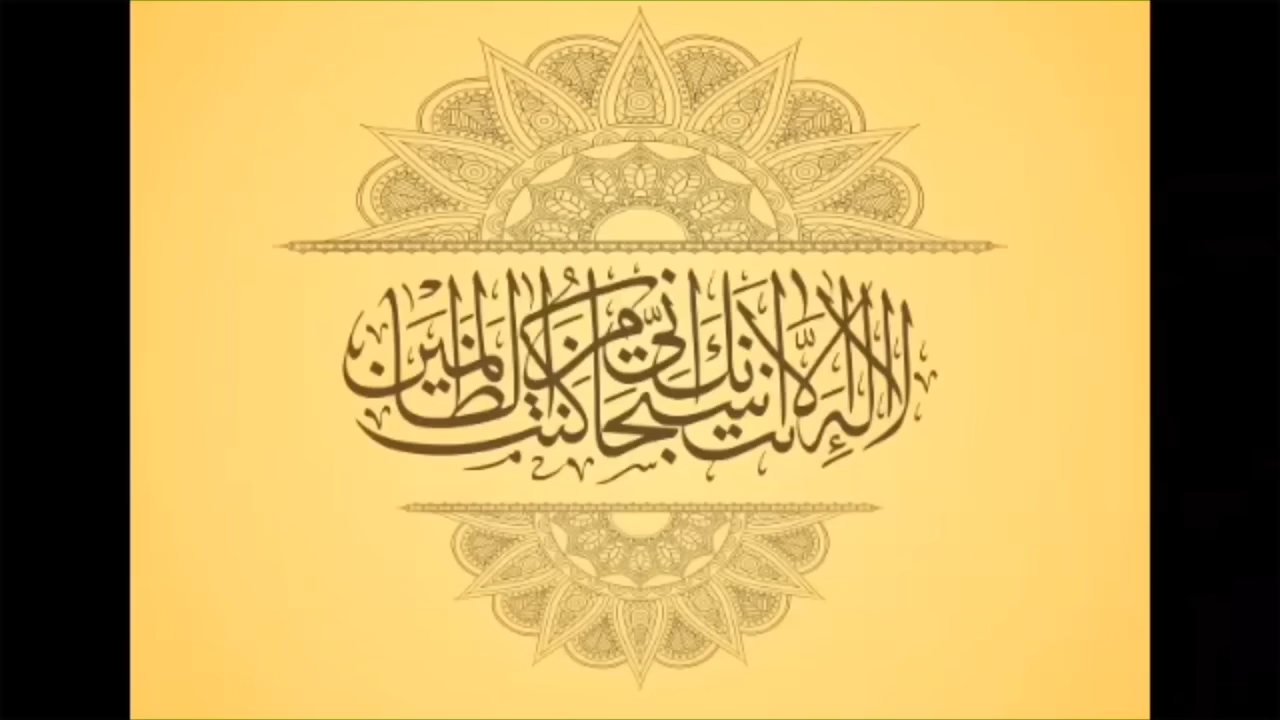 لا إله إلا أنت سبحانك إني كنت من الظالمين